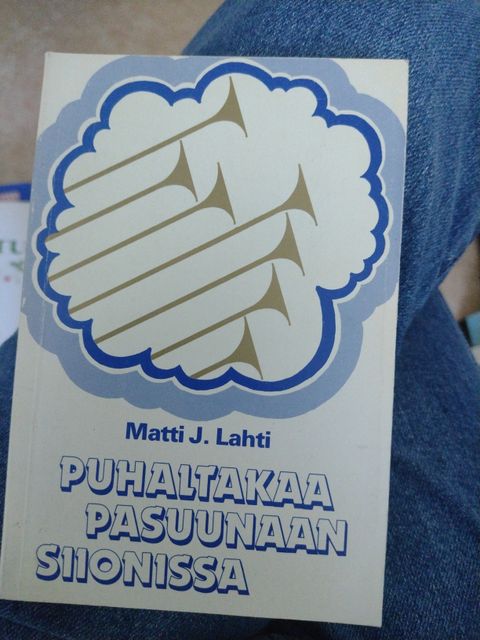 Matti J. Lahti
PUHALTAKAA
PASUUNAAN
SIIONISSA